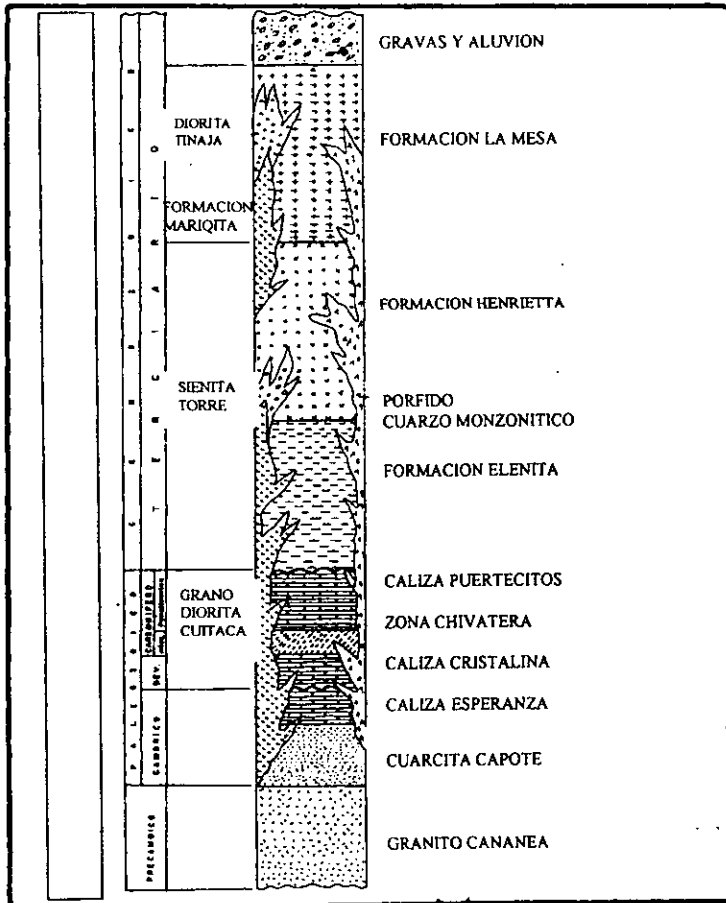 GRAVAS Y ALUVION
DIORITA
TINAJA
FORMACION LA MESA
FORMACION
MARIQITA
FORMACION HENRIETTA
SIENITA
TORRE
PORFIDO
CUARZO MONZONITICO
FORMACION ELENITA
CALIZA PUERTECITOS
GRANO
DIORITA
CUITACA
ZONA CHIVATERA
CALIZA CRISTALINA
CALIZA ESPERANZA
CUARCITA CAPOTE
GRANITO CANANEA
TERCIARIO
PALEOZOICO
CARBONIFERO
DEV.
CAMBRICO
PRECAMBICO